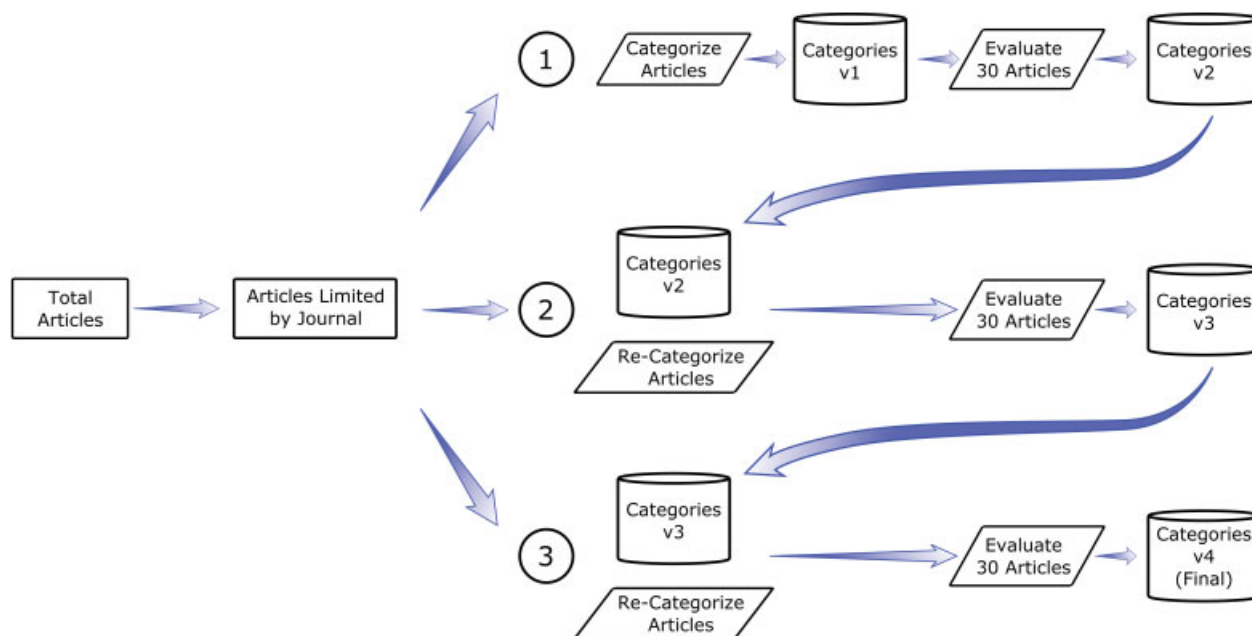 1
Categorize
Articles
Categories
v1
Evaluate
30 Articles
Categories
v2
Total
Articles
Articles Limited
by Journal
2
Categories
v2
Re-Categorize
Articles
Evaluate
30 Articles
Categories
v3
3
Categories
v3
Re-Categorize
Articles
Evaluate
30 Articles
Categories
v4
(Final)